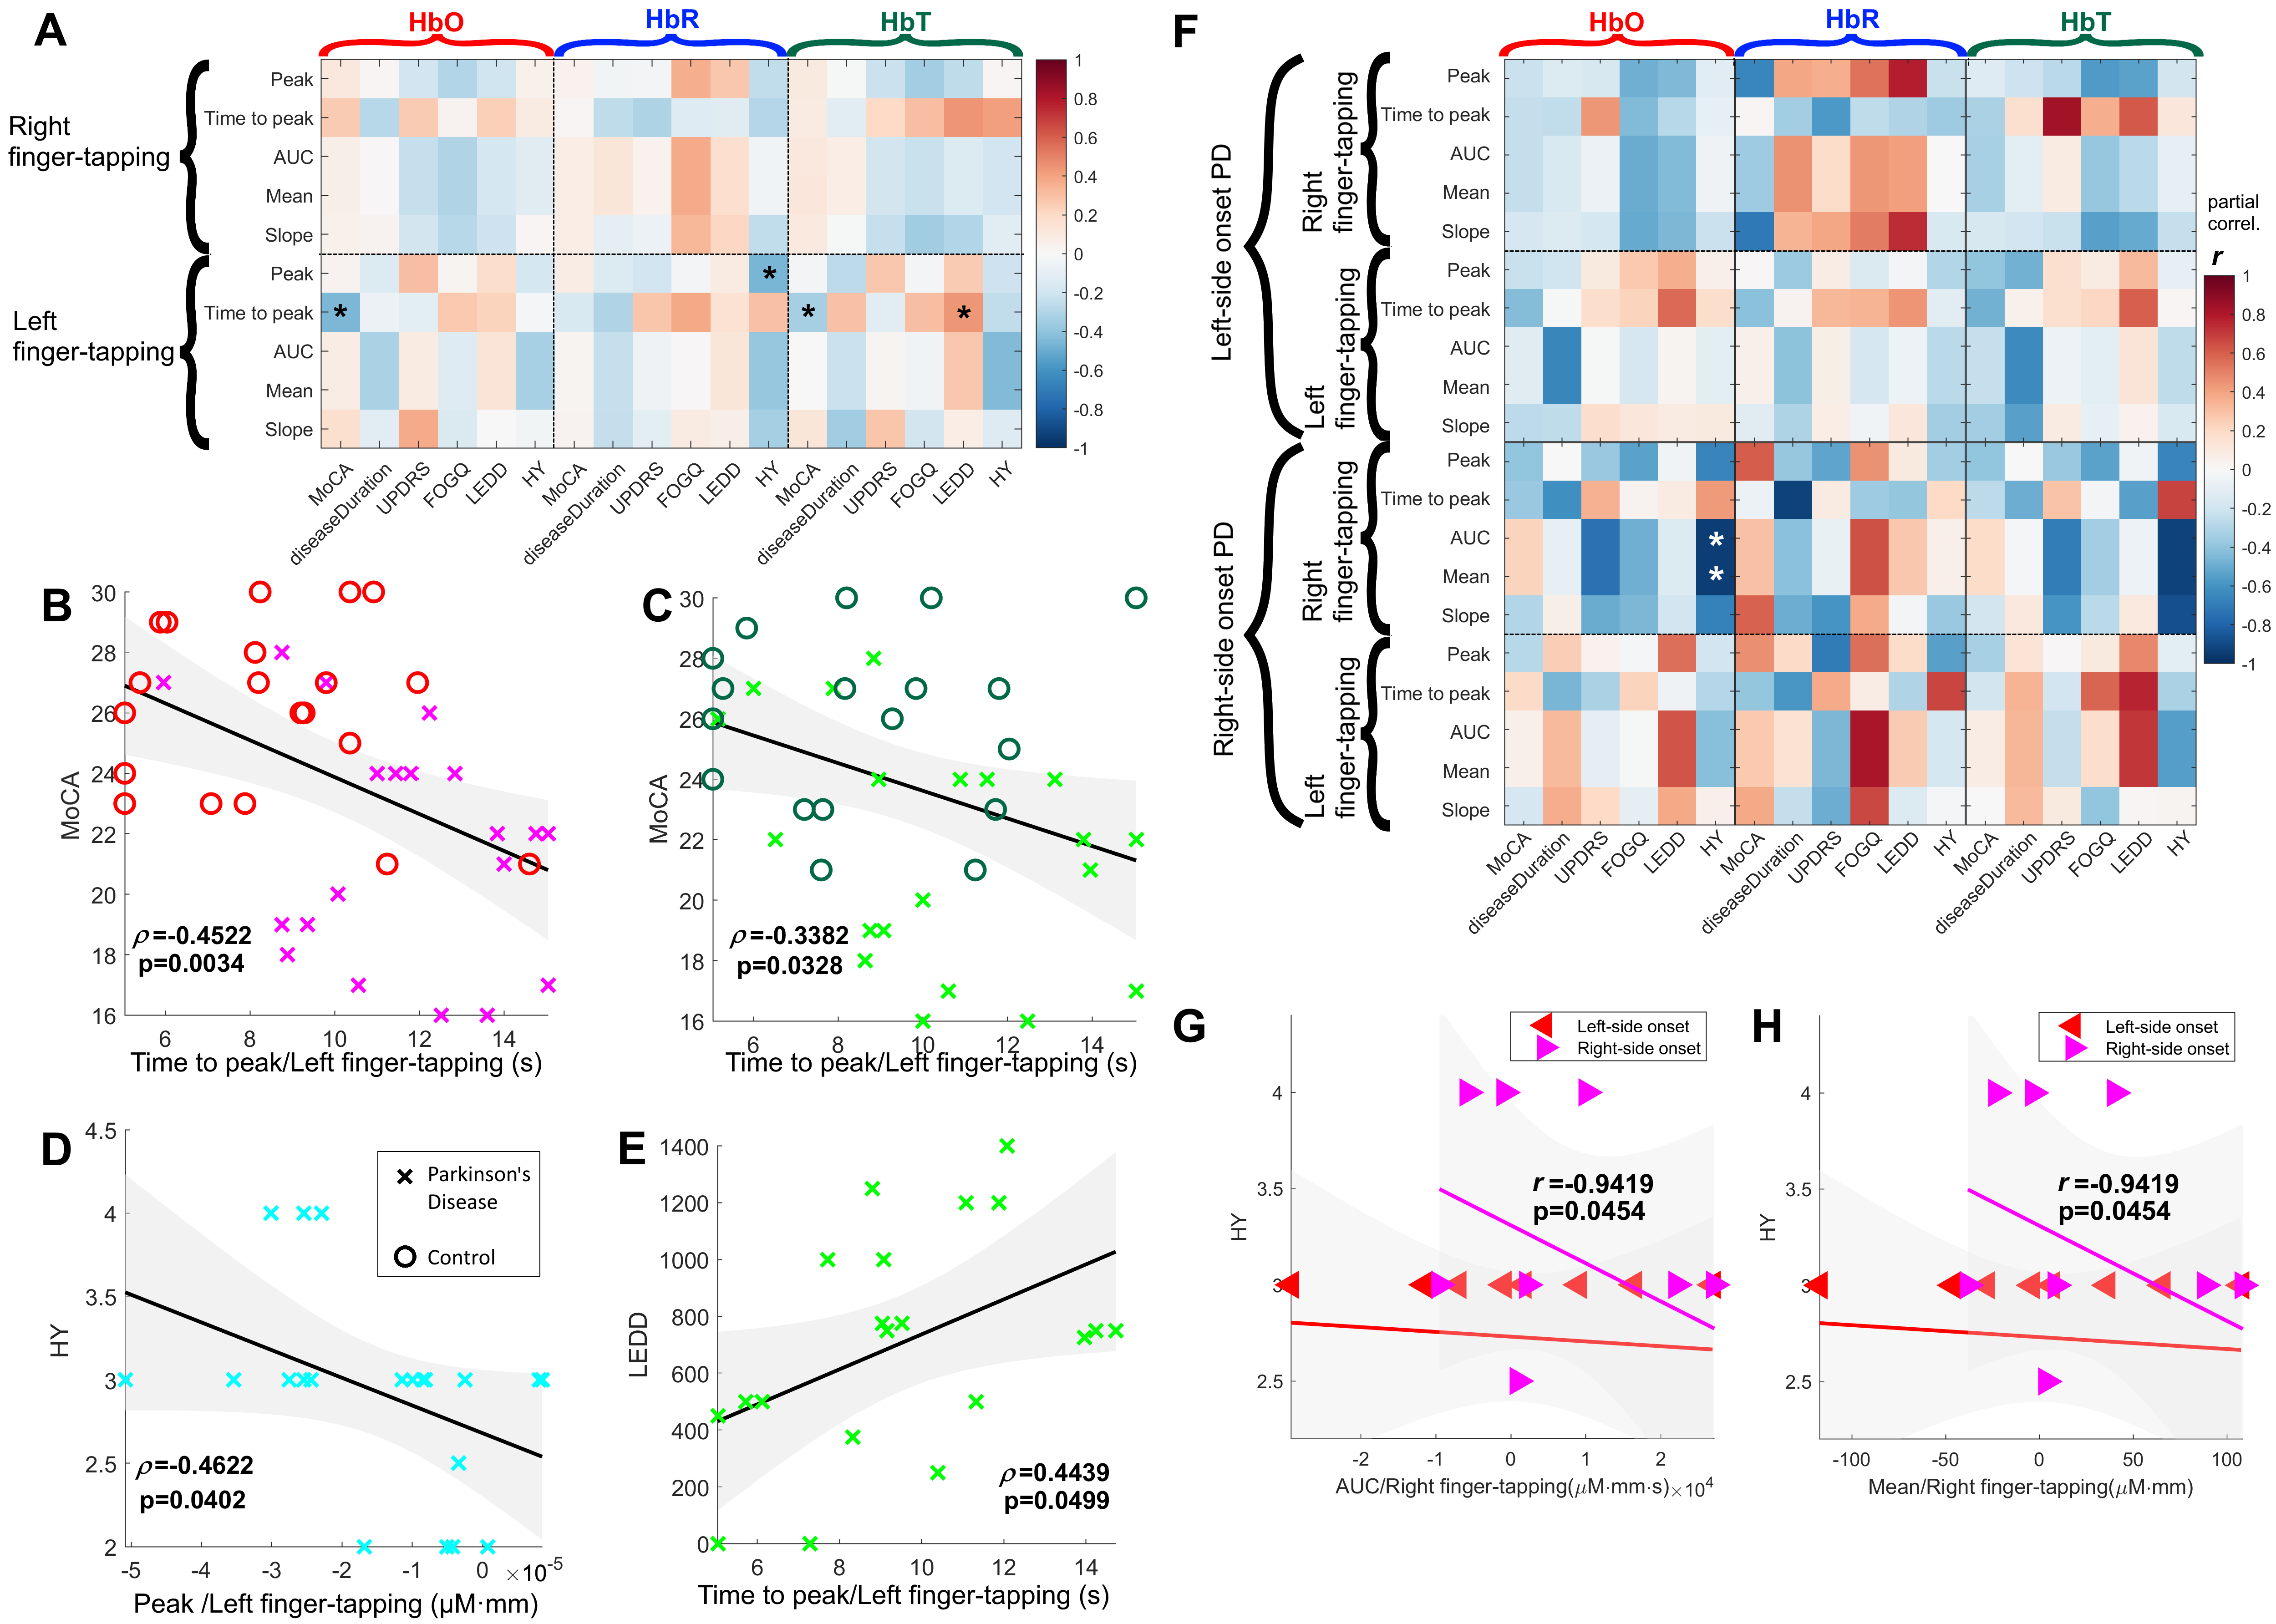 A
HbO
HbR
HbT
Right
finger-tapping
Left
finger-tapping
Peak
Time to peak
AUC
Mean
Slope
Peak
Time to peak
AUC
Mean
Slope
*
*
*
*
1
0.8
0.6
0.4
0.2
0
-0.2
-0.4
-0.6
-0.8
-1
MoCA
diseaseDuration
UPDRS
FOGQ
LEDD
HY
MoCA
diseaseDuration
UPDRS
FOGQ
LEDD
HY
MoCA
diseaseDuration
UPDRS
FOGQ
LEDD
HY
B
MoCA
30
28
26
24
22
20
18
16
ρ=-0.4522
p=0.0034
6
8
10
12
14
Time to peak/Left finger-tapping (s)
C
MoCA
30
28
26
24
22
20
18
16
ρ=-0.3382
p=0.0328
6
8
10
12
14
Time to peak/Left finger-tapping (s)
D
HY
4.5
4
3.5
3
2.5
2
Parkinson's
Disease
Control
ρ=-0.4622
p=0.0402
-5
-4
-3
-2
-1
0
×10-5
Peak /Left finger-tapping (μM·mm)
E
LEDD
1400
1200
1000
800
600
400
200
0
ρ=0.4439
p=0.0499
6
8
10
12
14
Time to peak/Left finger-tapping (s)
F
HbO
HbR
HbT
Left-side onset PD
Right
finger-tapping
Left
finger-tapping
Right-side onset PD
Right
finger-tapping
Left
finger-tapping
Peak
Time to peak
AUC
Mean
Slope
Peak
Time to peak
AUC
Mean
Slope
Peak
Time to peak
AUC
Mean
Slope
Peak
Time to peak
AUC
Mean
Slope
*
*
partial
correl.
r
1
0.8
0.6
0.4
0.2
0
-0.2
-0.4
-0.6
-0.8
-1
MoCA
diseaseDuration
UPDRS
FOGQ
LEDD
HY
MoCA
diseaseDuration
UPDRS
FOGQ
LEDD
HY
MoCA
diseaseDuration
UPDRS
FOGQ
LEDD
HY
G
Left-side onset
Right-side onset
HY
4
3.5
3
2.5
r =-0.9419
p=0.0454
-2
-1
0
1
2
AUC/Right finger-tapping(μM·mm·s)×10⁴
H
Left-side onset
Right-side onset
HY
4
3.5
3
2.5
r =-0.9419
p=0.0454
-100
-50
0
50
100
Mean/Right finger-tapping(μM·mm)